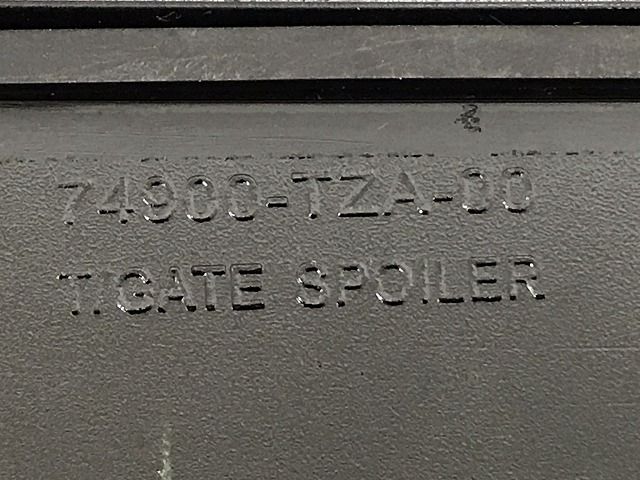 74900-TZA-00
T/GATE SPOILER